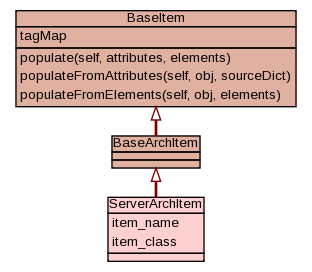 BaseItem
tagMap
populate(self, attributes, elements)
populateFromAttributes(self, obj, sourceDict)
populateFromElements(self, obj, elements)
BaseArchItem
ServerArchItem
item_name
item_class